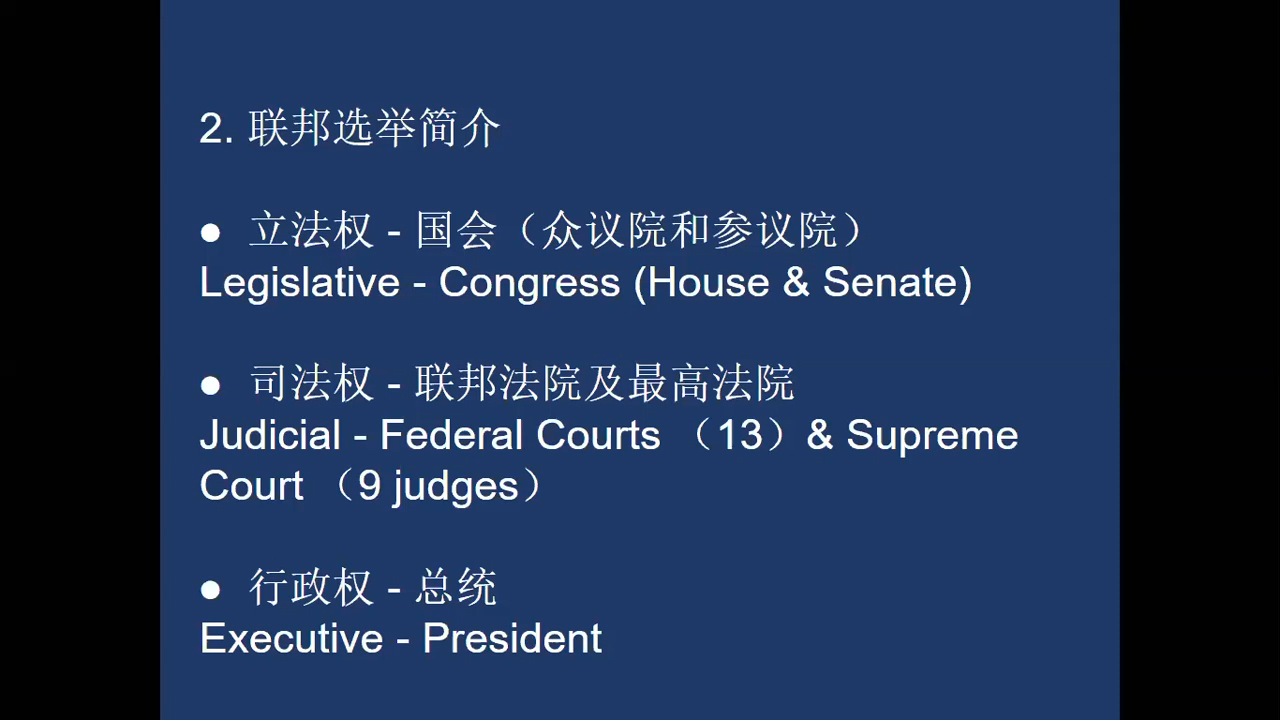 2. 联邦选举简介
● 立法权 - 国会（众议院和参议院）
Legislative - Congress (House & Senate)
● 司法权 - 联邦法院及最高法院
Judicial - Federal Courts （13）& Supreme
Court （9 judges）
● 行政权 - 总统
Executive - President